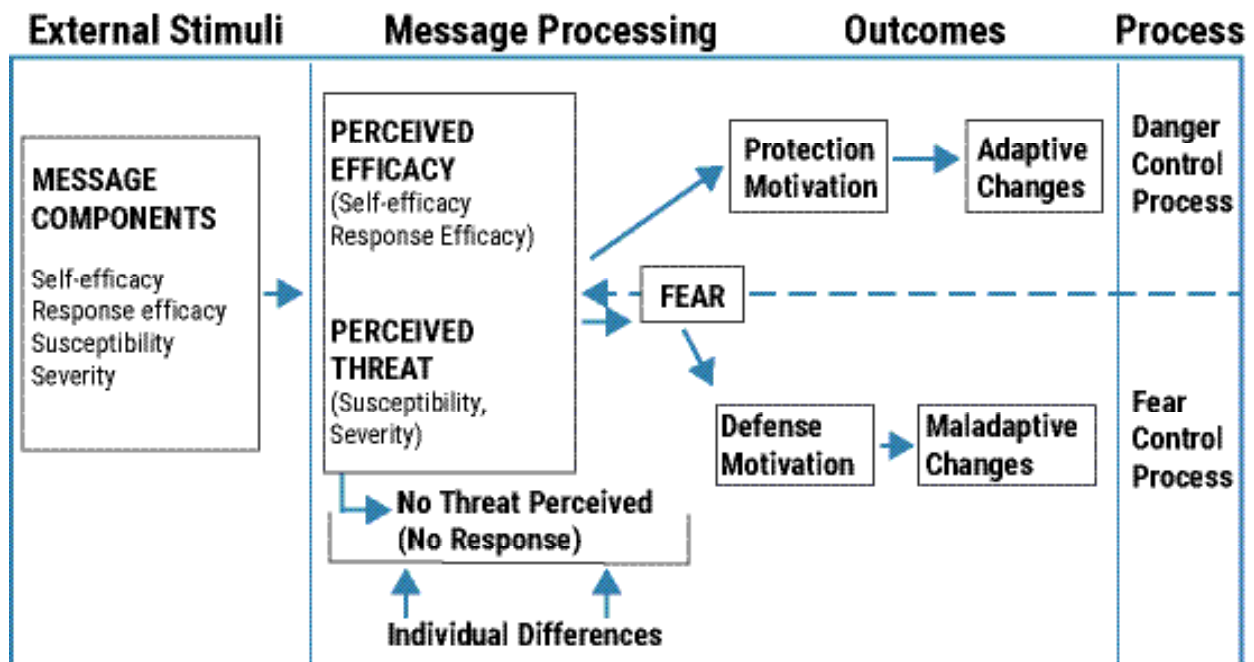 External Stimuli
Message Processing
Outcomes
Process
MESSAGE
COMPONENTS
Self-efficacy
Response efficacy
Susceptibility
Severity
PERCEIVED
EFFICACY
(Self-efficacy
Response Efficacy)
PERCEIVED
THREAT
(Susceptibility,
Severity)
No Threat Perceived
(No Response)
Individual Differences
FEAR
Protection
Motivation
Adaptive
Changes
Defense
Motivation
Maladaptive
Changes
Danger
Control
Process
Fear
Control
Process